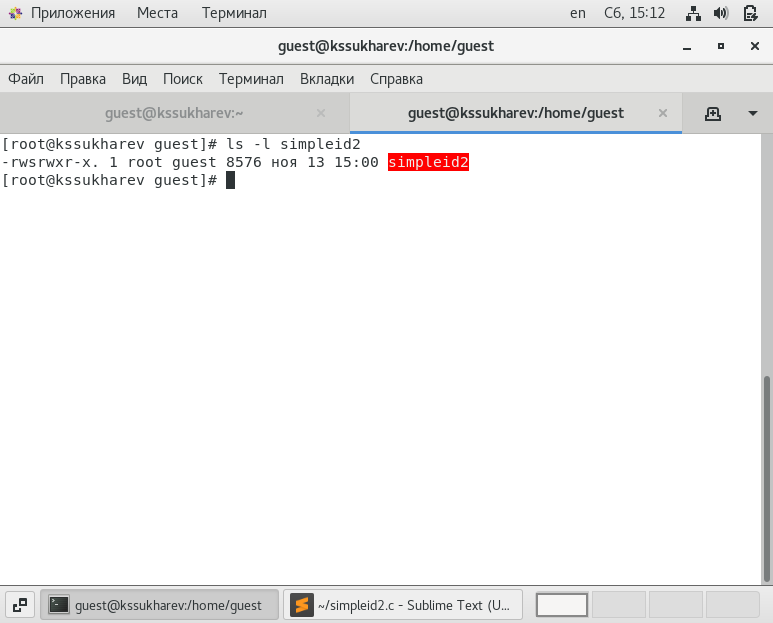 Приложения Места Терминал en Сб, 15:12
guest@kssukharev:/home/guest
Файл Правка Вид Поиск Терминал Вкладки Справка
guest@kssukharev:~ guest@kssukharev:/home/guest
[root@kssukharev guest]# ls -l simpleid2
-rwsrwxr-x. 1 root guest 8576 ноя 13 15:00 simpleid2
[root@kssukharev guest]#
guest@kssukharev:/home/guest ~/simpleid2.c - Sublime Text (U...